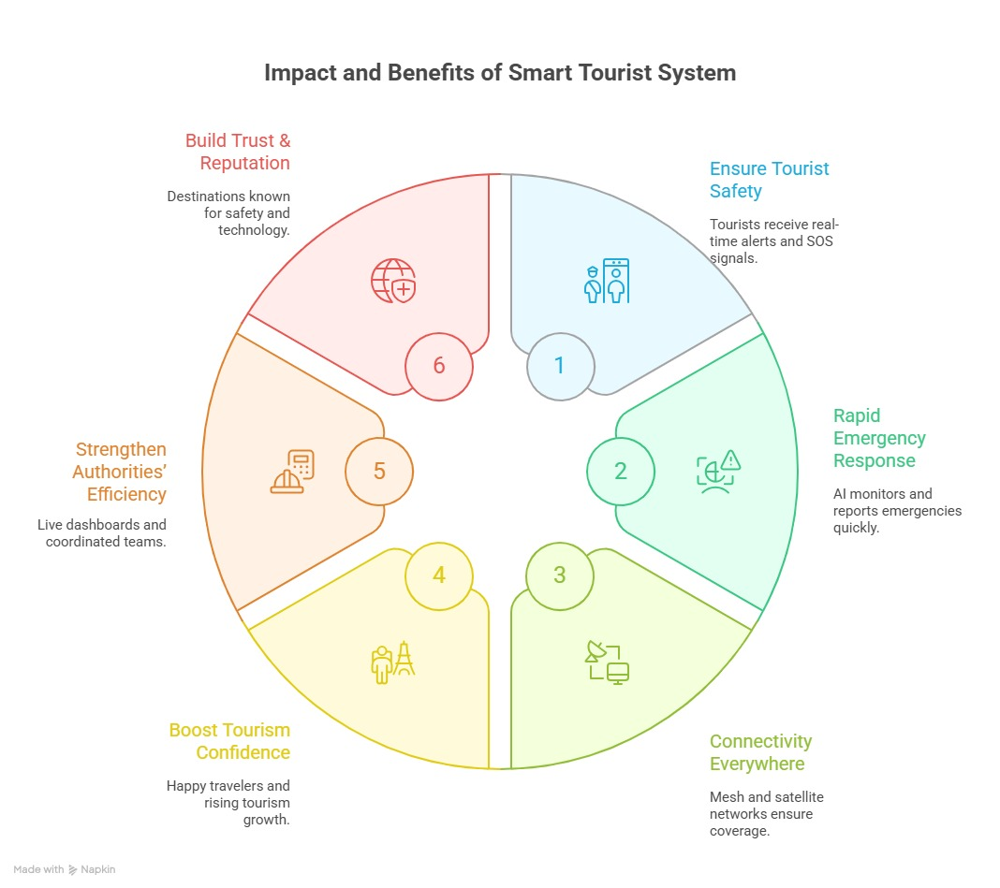 Impact and Benefits of Smart Tourist System
Build Trust &
Reputation
Destinations known
for safety and
technology.
Ensure Tourist
Safety
Tourists receive real-
time alerts and SOS
signals.
6
1
Strengthen
Authorities’
Efficiency
Live dashboards and
coordinated teams.
5
2
Rapid
Emergency
Response
AI monitors and
reports emergencies
quickly.
4
3
Boost Tourism
Confidence
Happy travelers and
rising tourism
growth.
Connectivity
Everywhere
Mesh and satellite
networks ensure
coverage.
Made with Napkin